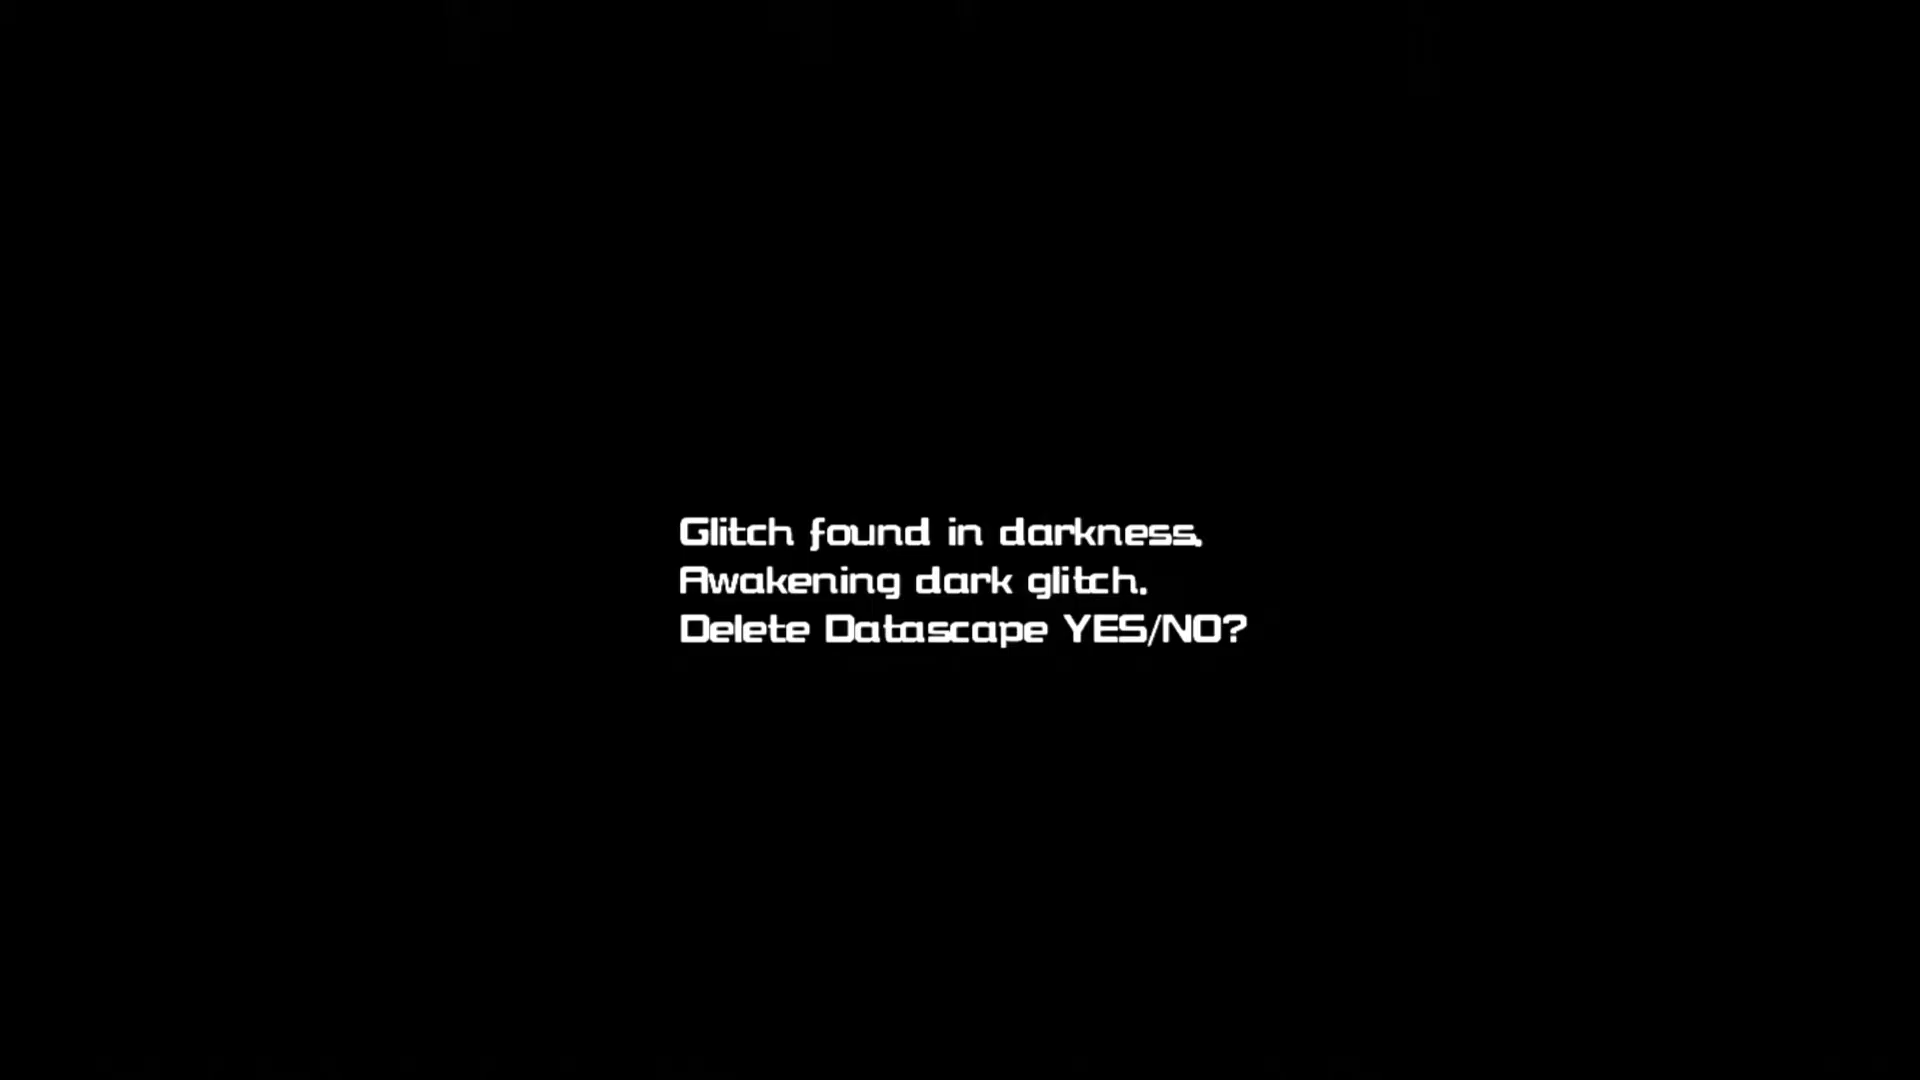 Glitch found in darkness.
Awakening dark glitch.
Delete Datascape YES/NO?